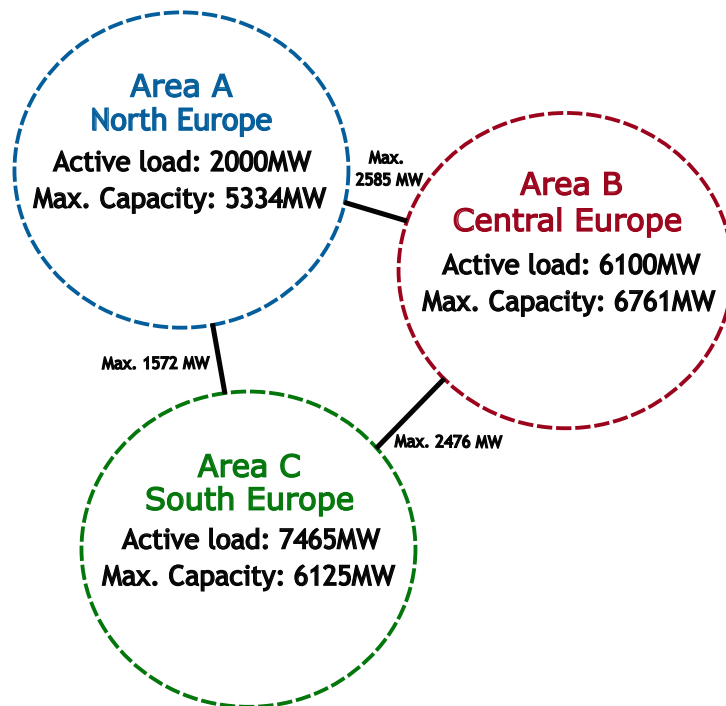 Area A
North Europe
Active load: 2000MW
Max. Capacity: 5334MW
Max.
2585 MW
Area B
Central Europe
Active load: 6100MW
Max. Capacity: 6761MW
Max. 1572 MW
Max. 2476 MW
Area C
South Europe
Active load: 7465MW
Max. Capacity: 6125MW